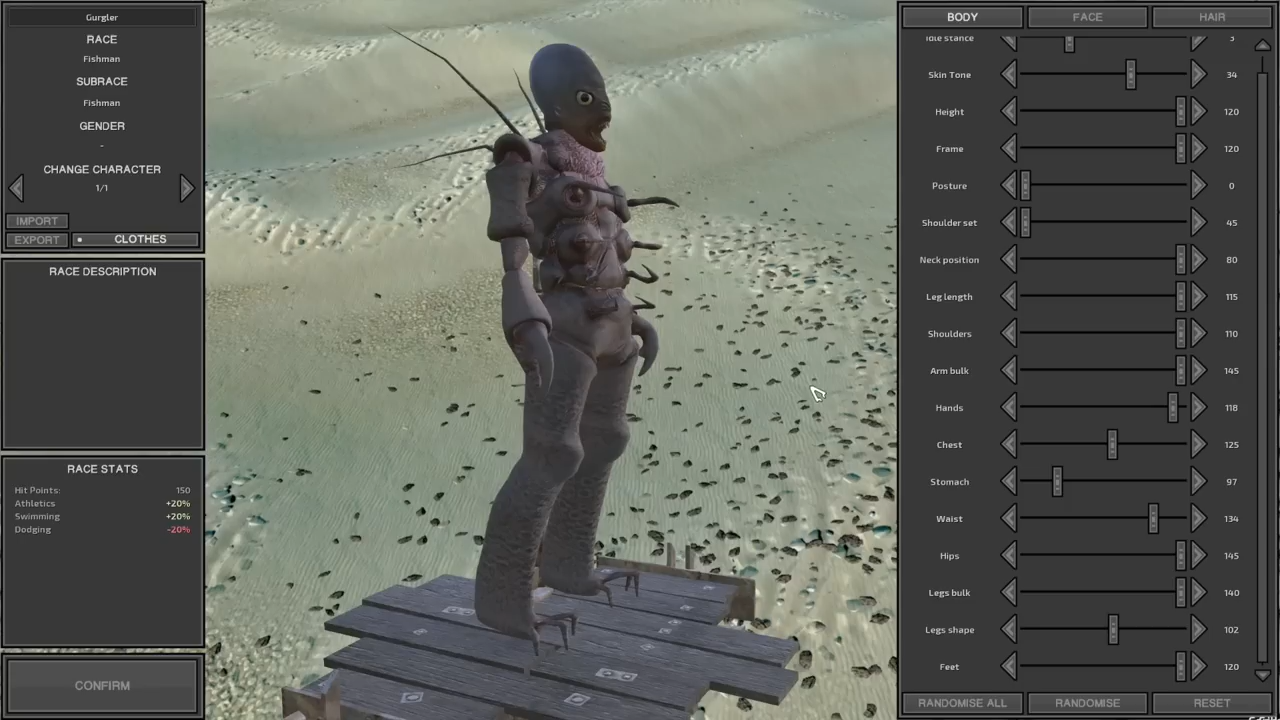 Gurgler
RACE
Fishman
SUBRACE
Fishman
GENDER
-
CHANGE CHARACTER
1/1
IMPORT
EXPORT
CLOTHES
RACE DESCRIPTION
RACE STATS
Hit Points: 150
Athletics +20%
Swimming +20%
Dodging -20%
CONFIRM
BODY FACE HAIR
Idle stance 3
Skin Tone 34
Height 120
Frame 120
Posture 0
Shoulder set 45
Neck position 80
Leg length 115
Shoulders 110
Arm bulk 145
Hands 118
Chest 125
Stomach 97
Waist 134
Hips 145
Legs bulk 140
Legs shape 102
Feet 120
RANDOMISE ALL RANDOMISE RESET